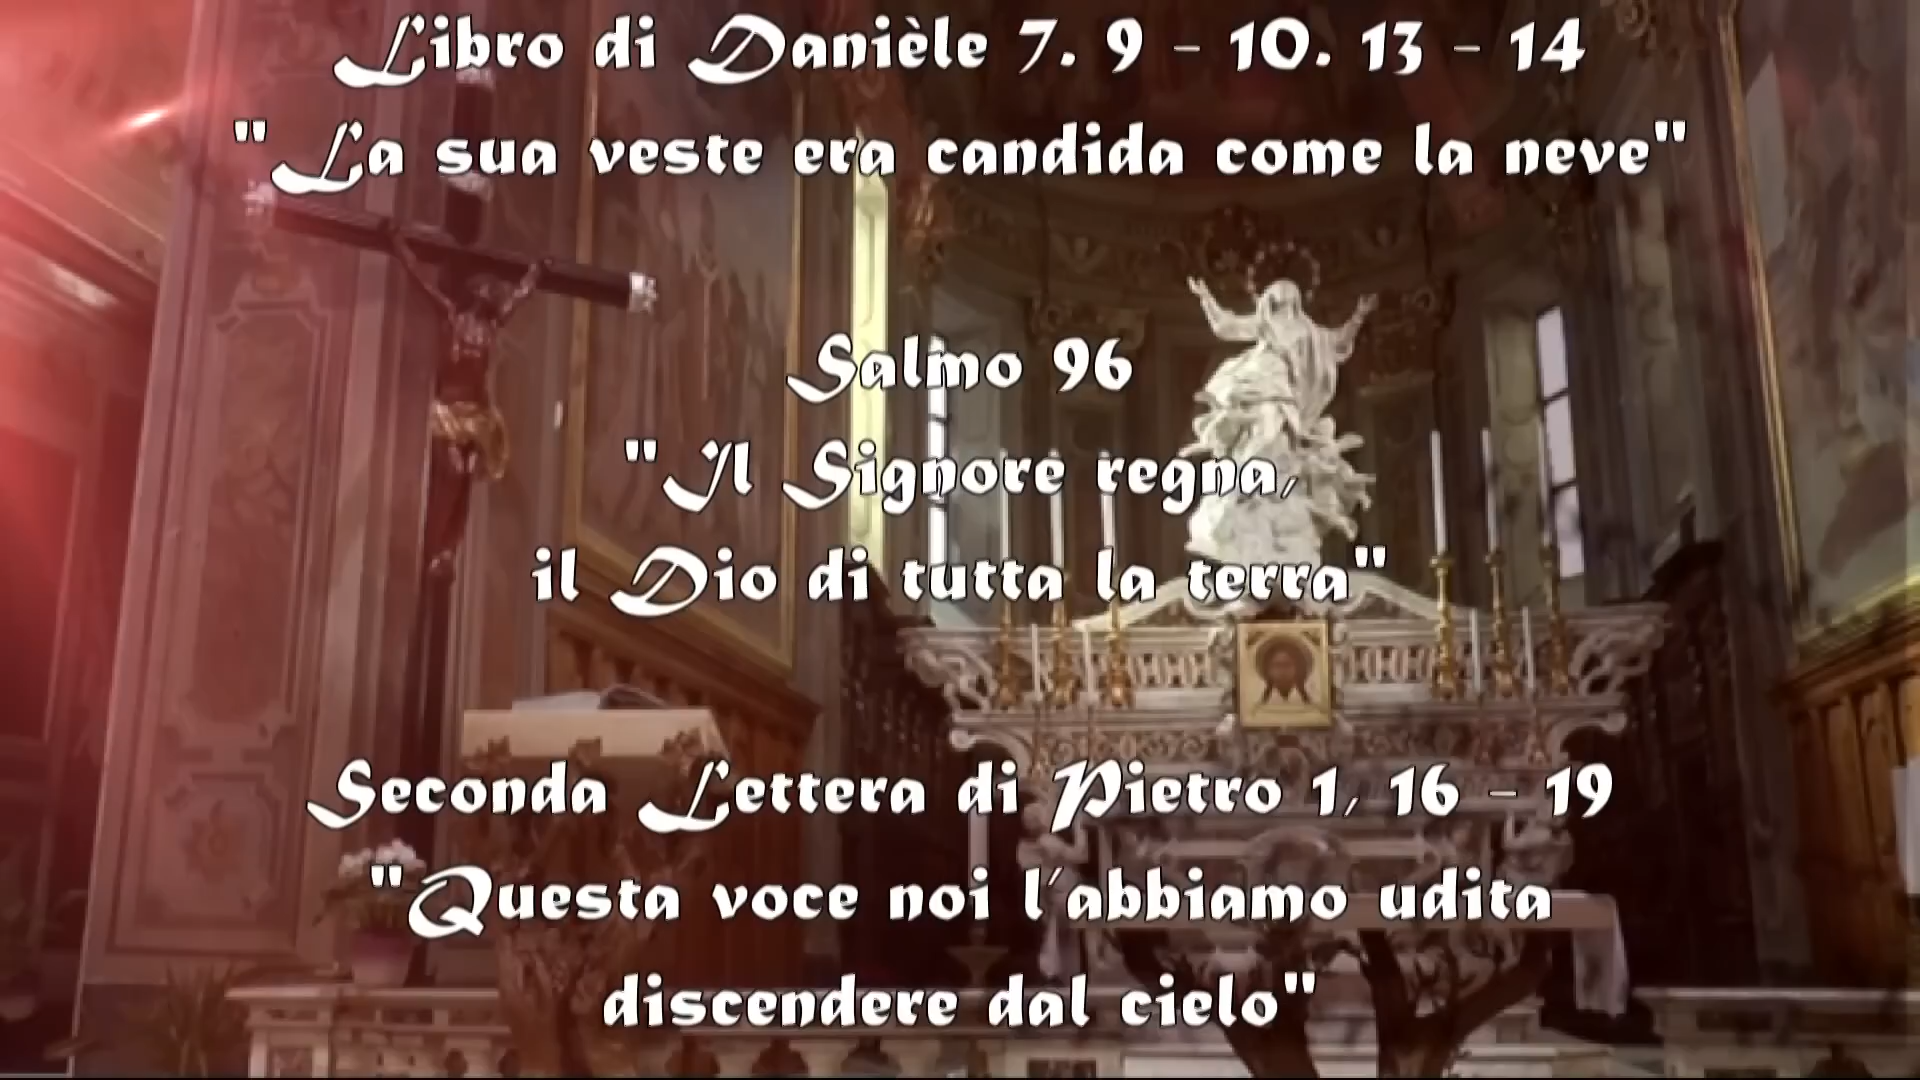 Libro di Danièle 7. 9 - 10. 13 - 14
"La sua veste era candida come la neve"
Salmo 96
"Il Signore regna,
il Dio di tutta la terra"
Seconda Lettera di Pietro 1, 16 - 19
"Questa voce noi l'abbiamo udita
discendere dal cielo"